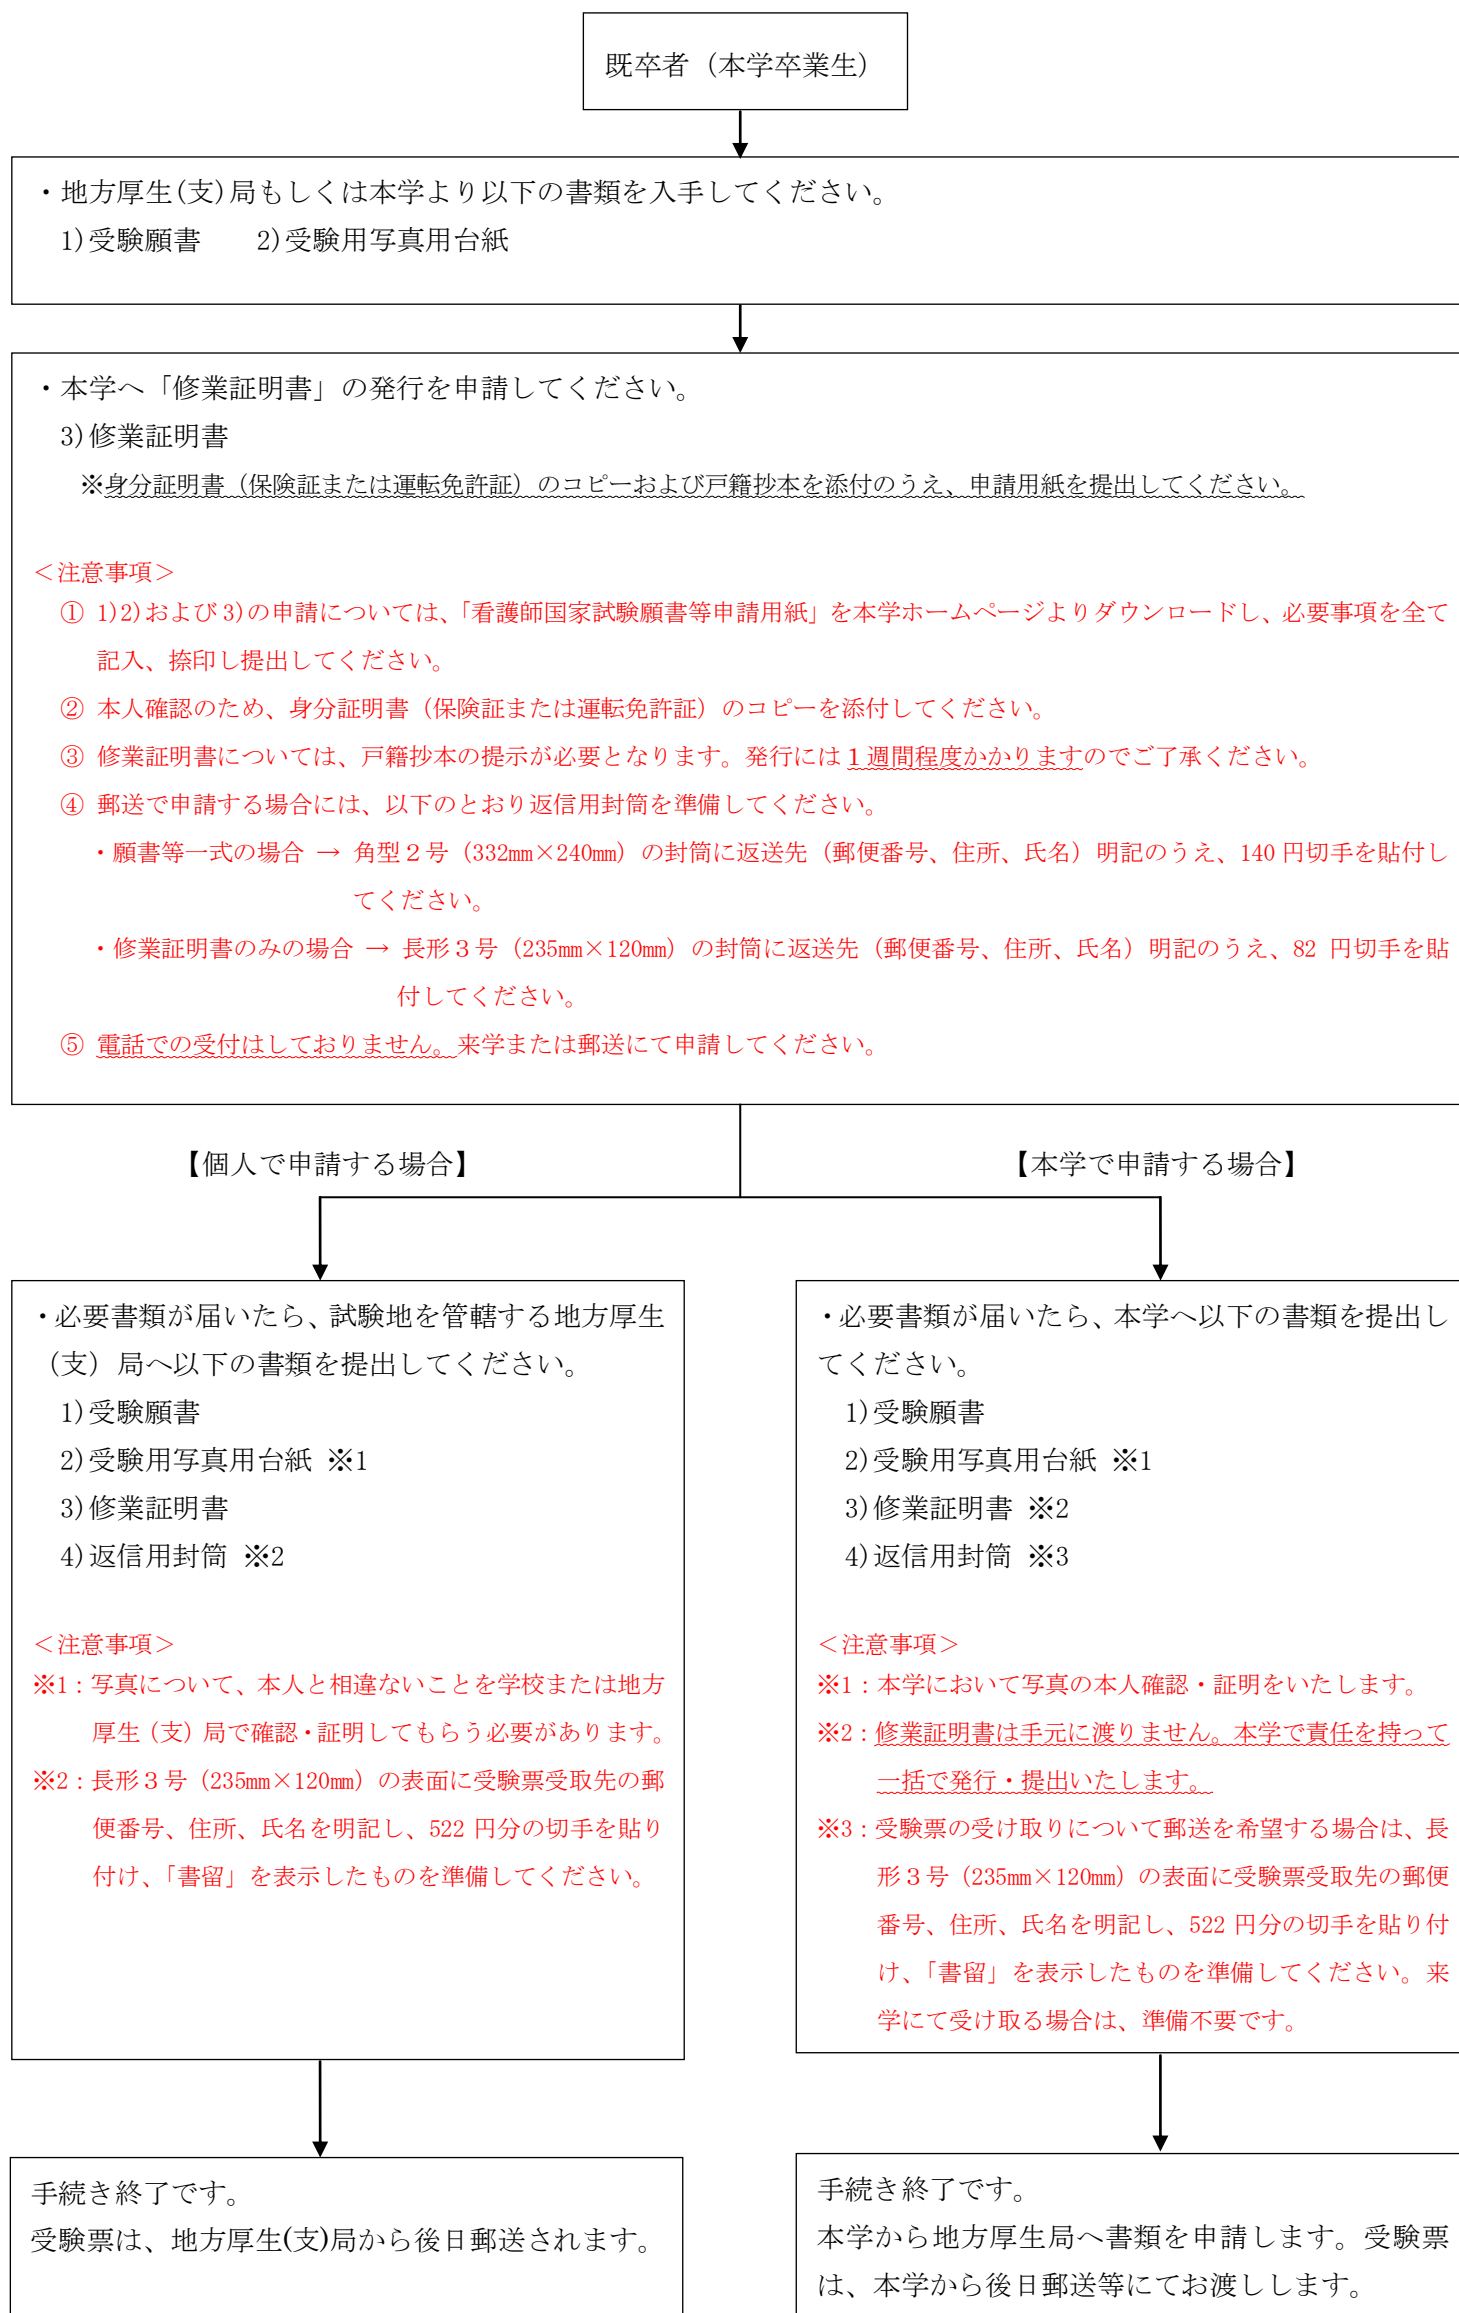 既卒者（本学卒業生）
・地方厚生(支)局もしくは本学より以下の書類を入手してください。
1)受験願書　　2)受験用写真用台紙
・本学へ「修業証明書」の発行を申請してください。
3)修業証明書
※身分証明書（保険証または運転免許証）のコピーおよび戸籍抄本を添付のうえ、申請用紙を提出してください。
＜注意事項＞
① 1)2)および3)の申請については、「看護師国家試験願書等申請用紙」を本学ホームページよりダウンロードし、必要事項を全て
記入、捺印し提出してください。
② 本人確認のため、身分証明書（保険証または運転免許証）のコピーを添付してください。
③ 修業証明書については、戸籍抄本の提示が必要となります。発行には１週間程度かかりますのでご了承ください。
④ 郵送で申請する場合には、以下のとおり返信用封筒を準備してください。
・願書等一式の場合 → 角型２号（332㎜×240㎜）の封筒に返送先（郵便番号、住所、氏名）明記のうえ、140 円切手を貼付し
てください。
・修業証明書のみの場合 → 長形３号（235㎜×120㎜）の封筒に返送先（郵便番号、住所、氏名）明記のうえ、82 円切手を貼
付してください。
⑤ 電話での受付はしておりません。来学または郵送にて申請してください。
【個人で申請する場合】
・必要書類が届いたら、試験地を管轄する地方厚生
（支）局へ以下の書類を提出してください。
1)受験願書
2)受験用写真用台紙 ※1
3)修業証明書
4)返信用封筒 ※2
＜注意事項＞
※1：写真について、本人と相違ないことを学校または地方
厚生（支）局で確認・証明してもらう必要があります。
※2：長形３号（235㎜×120㎜）の表面に受験票受取先の郵
便番号、住所、氏名を明記し、522 円分の切手を貼り
付け、「書留」を表示したものを準備してください。
手続き終了です。
受験票は、地方厚生(支)局から後日郵送されます。
【本学で申請する場合】
・必要書類が届いたら、本学へ以下の書類を提出し
てください。
1)受験願書
2)受験用写真用台紙 ※1
3)修業証明書 ※2
4)返信用封筒 ※3
＜注意事項＞
※1：本学において写真の本人確認・証明をいたします。
※2：修業証明書は手元に渡りません。本学で責任を持って
一括で発行・提出いたします。
※3：受験票の受け取りについて郵送を希望する場合は、長
形３号（235㎜×120㎜）の表面に受験票受取先の郵便
番号、住所、氏名を明記し、522 円分の切手を貼り付
け、「書留」を表示したものを準備してください。来
学にて受け取る場合は、準備不要です。
手続き終了です。
本学から地方厚生局へ書類を申請します。受験票
は、本学から後日郵送等にてお渡しします。